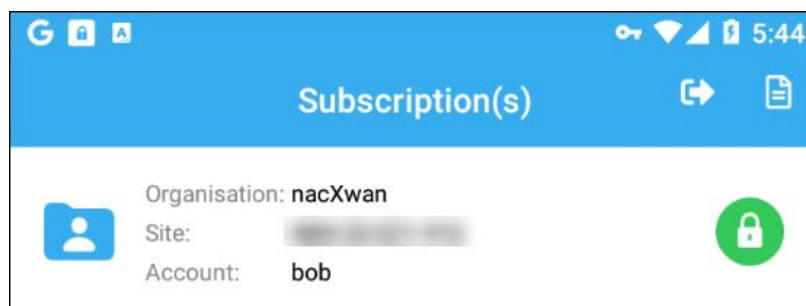 G A 5:44
Subscription(s)
Organisation: nacXwan
Site:
Account: bob